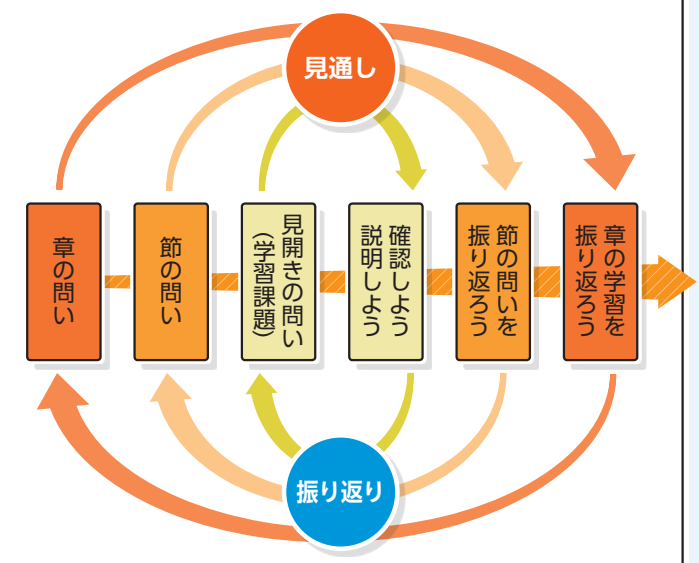 見通し
章の問い
節の問い
見開きの問い
(学習課題)
確認しよう
説明しよう
節の問いを
振り返ろう
章の学習を
振り返ろう
振り返り